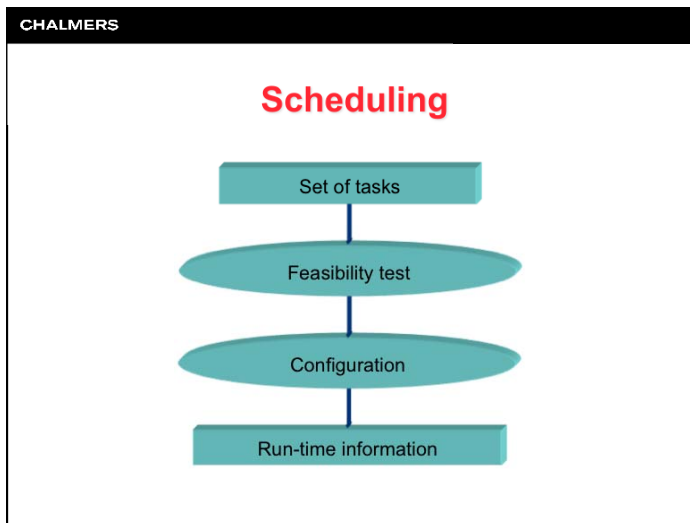 CHALMERS
Scheduling
Set of tasks
Feasibility test
Configuration
Run-time information